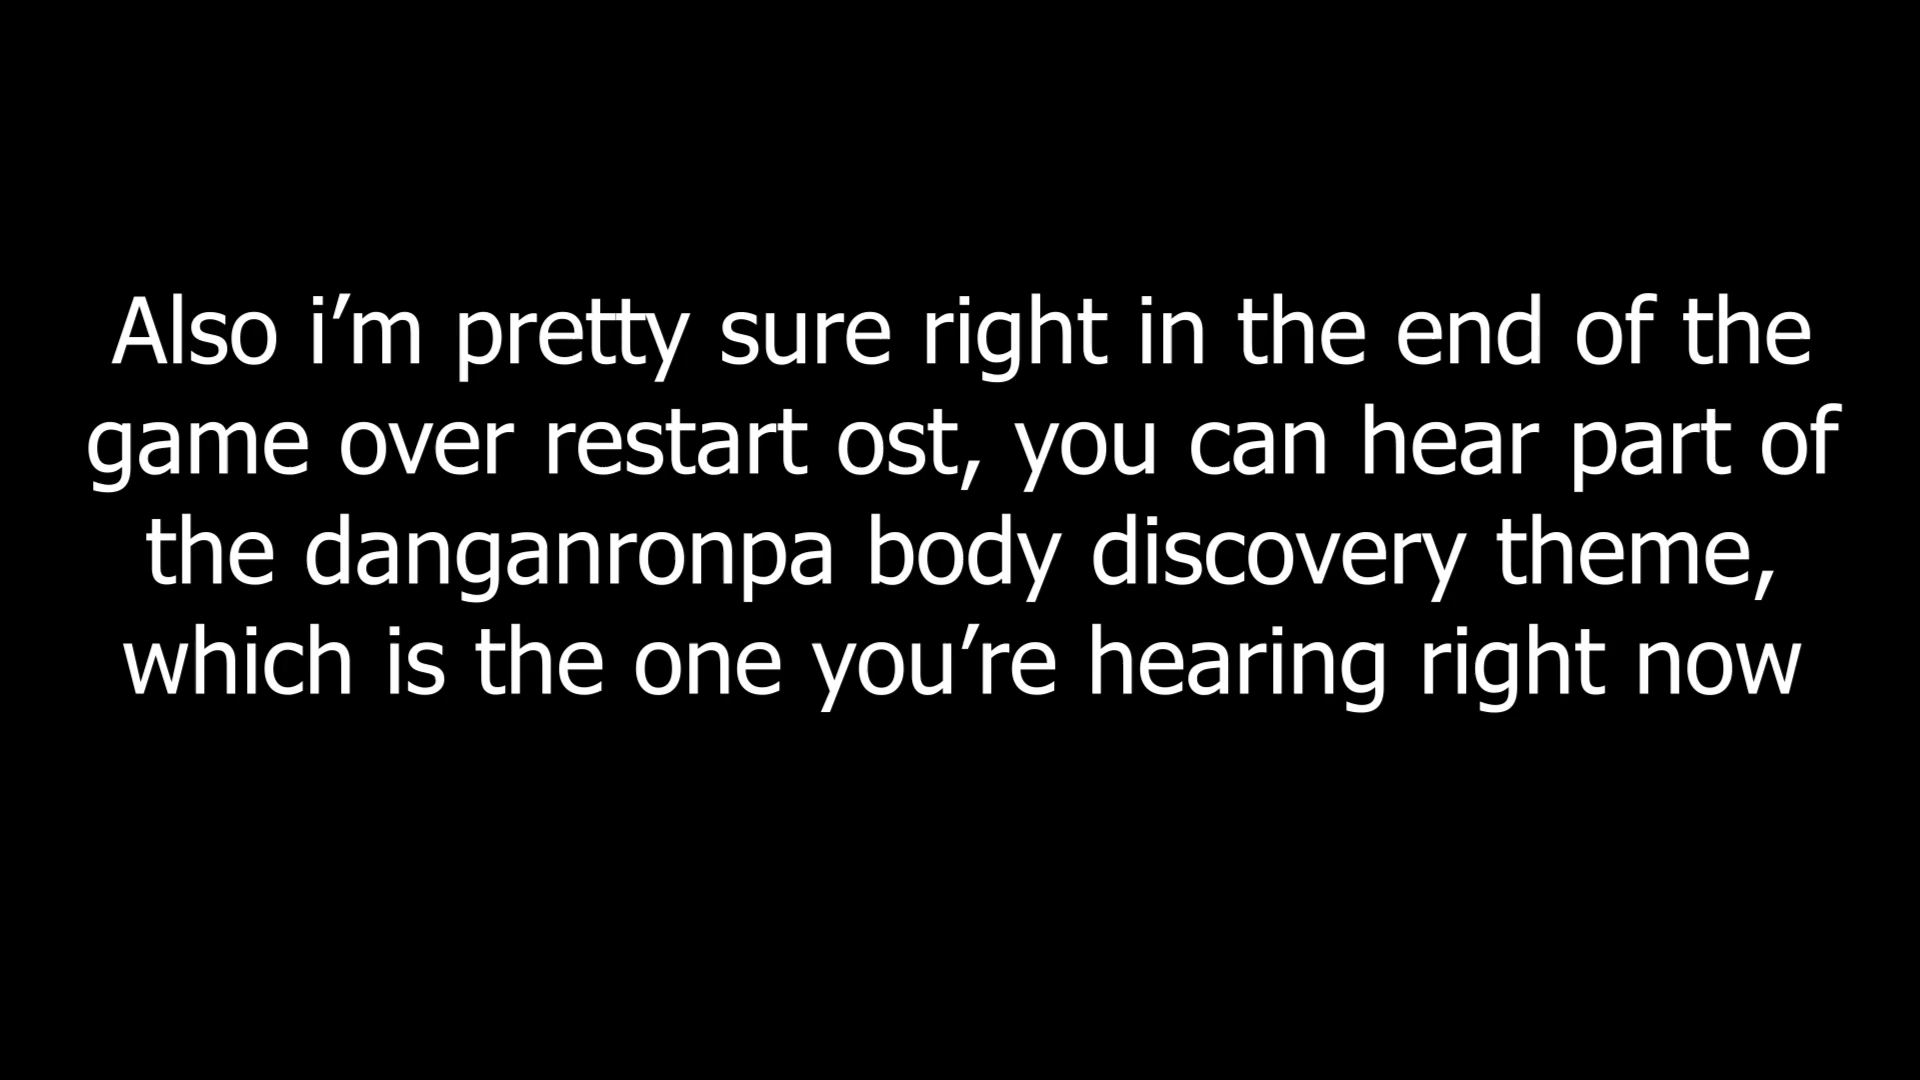 Also i’m pretty sure right in the end of the
game over restart ost, you can hear part of
the danganronpa body discovery theme,
which is the one you’re hearing right now